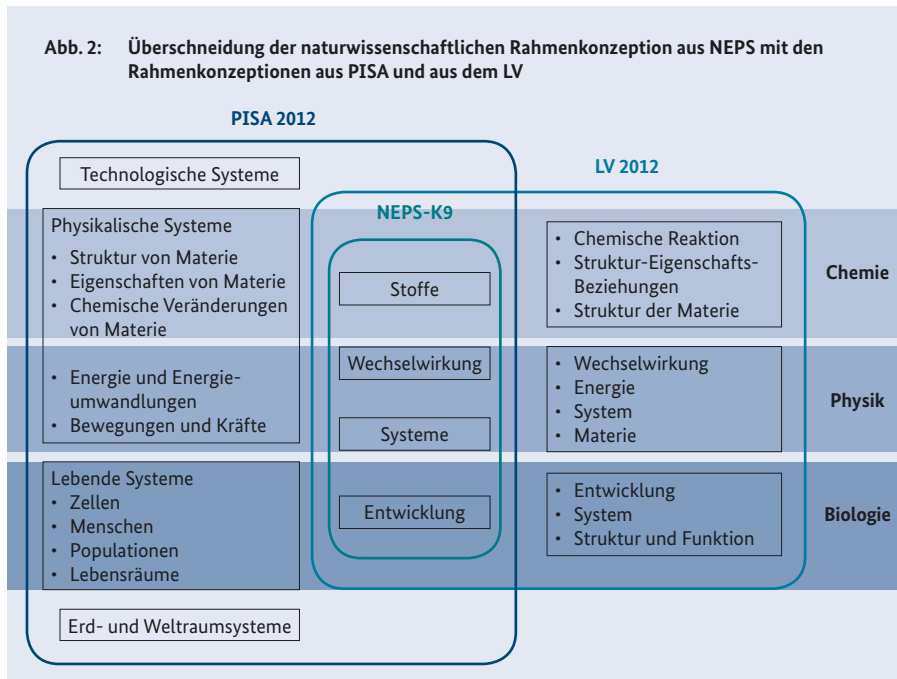 Abb. 2: Überschneidung der naturwissenschaftlichen Rahmenkonzeption aus NEPS mit den
Rahmenkonzeptionen aus PISA und aus dem LV
PISA 2012
LV 2012
NEPS-K9
Technologische Systeme
Physikalische Systeme
• Struktur von Materie
• Eigenschaften von Materie
• Chemische Veränderungen
von Materie
• Energie und Energie-
umwandlungen
• Bewegungen und Kräfte
Lebende Systeme
• Zellen
• Menschen
• Populationen
• Lebensräume
Erd- und Weltraumsysteme
Stoffe
Wechselwirkung
Systeme
Entwicklung
• Chemische Reaktion
• Struktur-Eigenschafts-
Beziehungen
• Struktur der Materie
• Wechselwirkung
• Energie
• System
• Materie
• Entwicklung
• System
• Struktur und Funktion
Chemie
Physik
Biologie